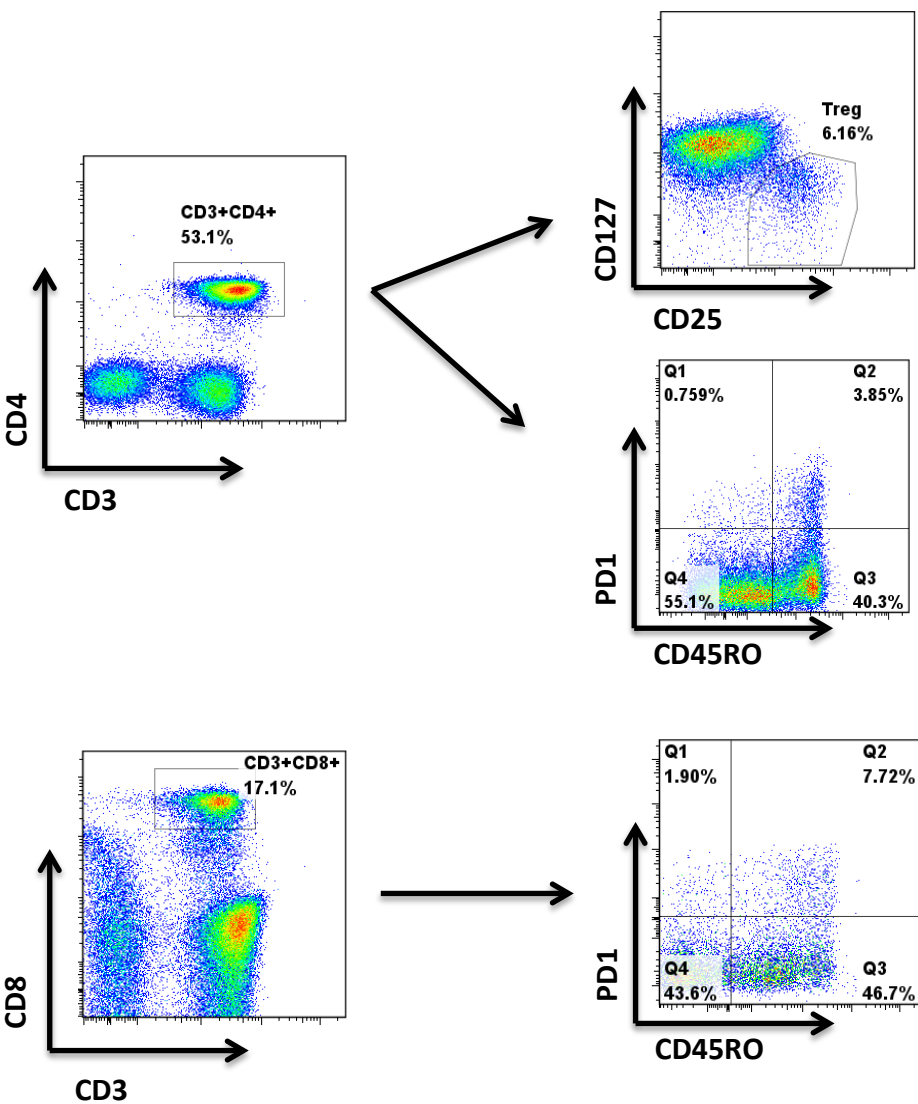 Treg
6.16%
CD127
CD25
CD3+CD4+
53.1%
CD4
CD3
Q1
0.759%
Q2
3.85%
Q4
55.1%
Q3
40.3%
PD1
CD45RO
CD3+CD8+
17.1%
CD8
CD3
Q1
1.90%
Q2
7.72%
Q4
43.6%
Q3
46.7%
PD1
CD45RO